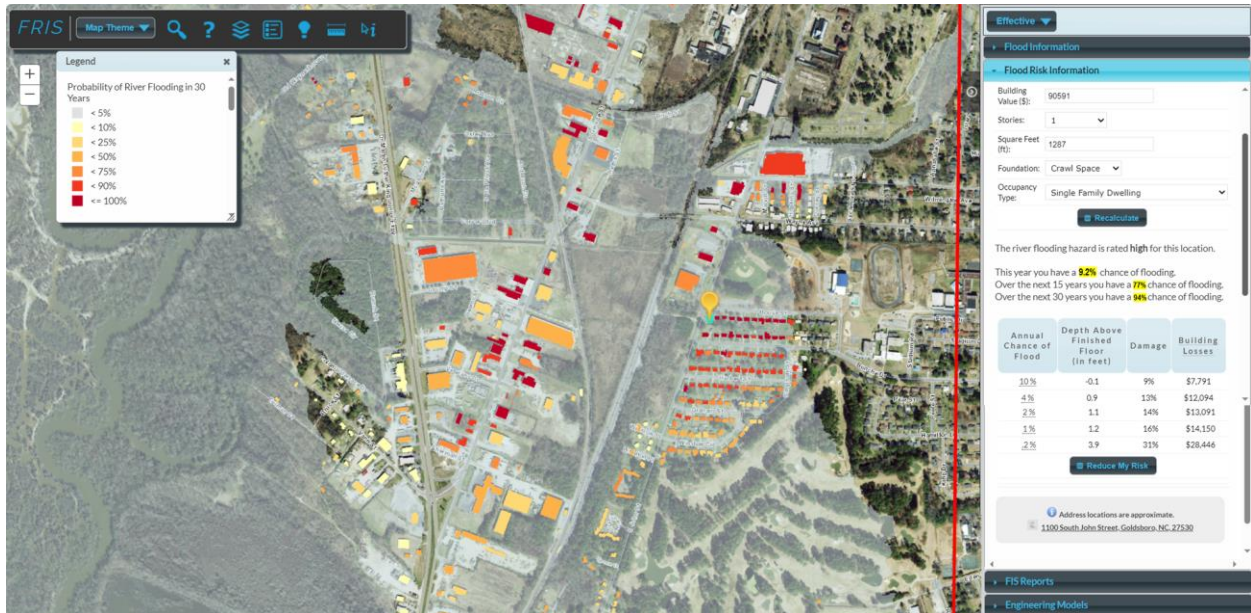 FRIS
Map Theme
?
Legend
Probability of River Flooding in 30
Years
< 5%
< 10%
< 25%
< 50%
< 75%
< 90%
<= 100%
+
−
Effective
Flood Information
Flood Risk Information
Building
Value ($):
90591
Stories:
1
Square Feet
(ft):
1287
Foundation:
Crawl Space
Occupancy
Type:
Single Family Dwelling
Recalculate
The river flooding hazard is rated high for this location.
This year you have a 9.2% chance of flooding.
Over the next 15 years you have a 77% chance of flooding.
Over the next 30 years you have a 94% chance of flooding.
Annual Chance of Flood
Depth Above Finished Floor (in feet)
Damage
Building Losses
10% -0.1 9% $7,791
4% 0.9 13% $12,094
2% 1.1 14% $13,091
1% 1.2 16% $14,150
.2% 3.9 31% $28,446
Reduce My Risk
Address locations are approximate.
1100 South John Street, Goldsboro, NC, 27530
FIS Reports
Engineering Models